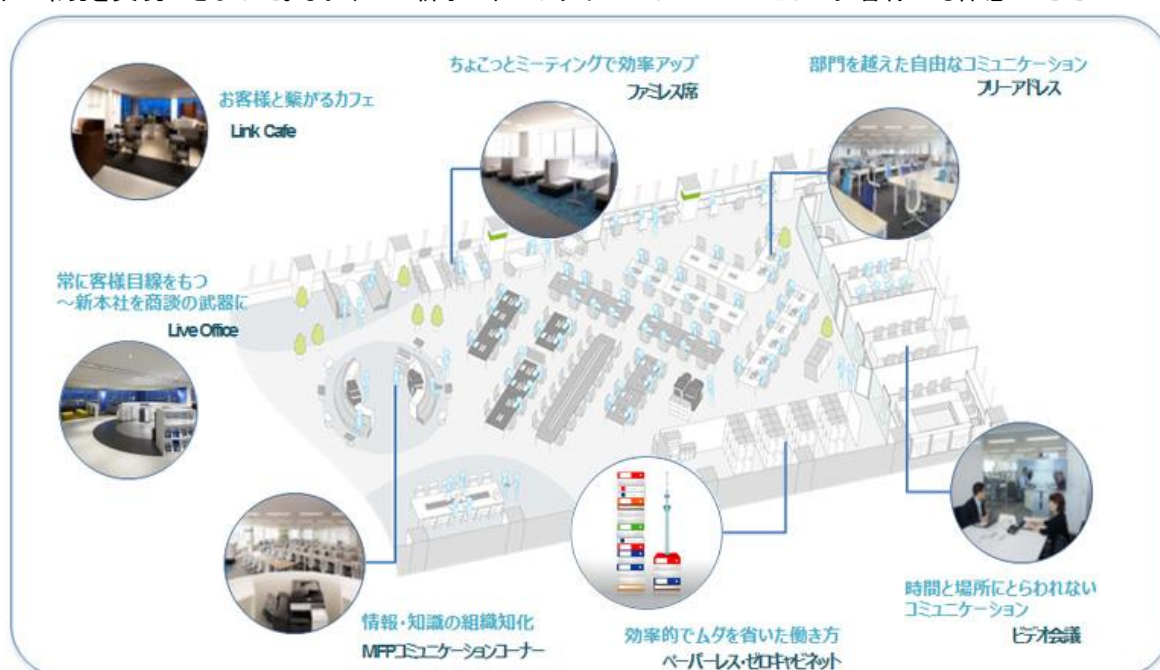 ちょこっとミーティングで効率アップ
ファミレス席
部門を越えた自由なコミュニケーション
フリーアドレス
お客様と繋がるカフェ
Link Cafe
常に客様目線をもつ
～新本社を商談の武器に
Live Office
情報・知識の組織知化
MFPコミュニケーションコーナー
効率的でムダを省いた働き方
ペーパーレス・ゼロキャビネット
時間と場所にとらわれない
コミュニケーション
ビデオ会議